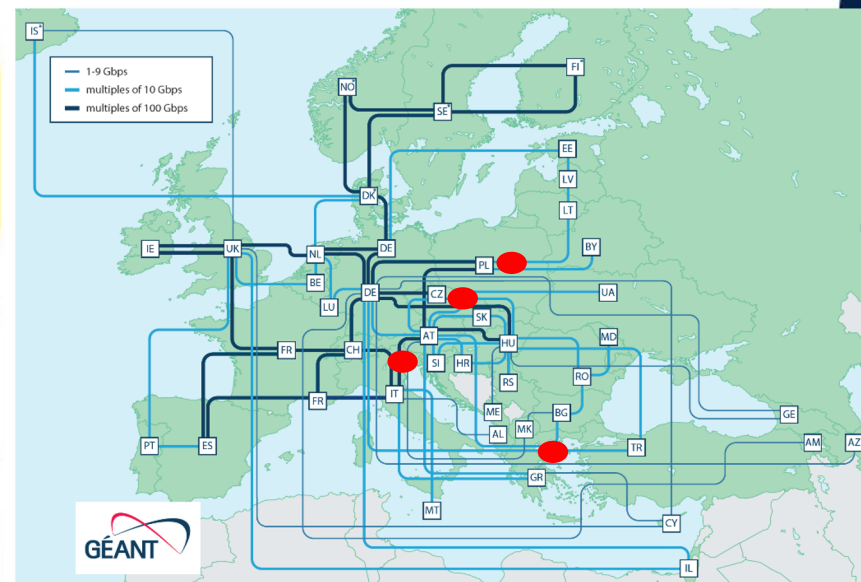 IS*
1-9 Gbps
multiples of 10 Gbps
multiples of 100 Gbps
FI*
NO*
SE*
EE
LV
DK*
LT
IE
UK
NL
DE
BY
PL
BE
DE
CZ
UA
LU
SK
AT
HU
MD
FR
CH
SI
HR
RO
RS
IT
FR
ME
BG
GE
AL
MK
PT
ES
TR
AM
AZ
GR
MT
CY
GÉANT
IL